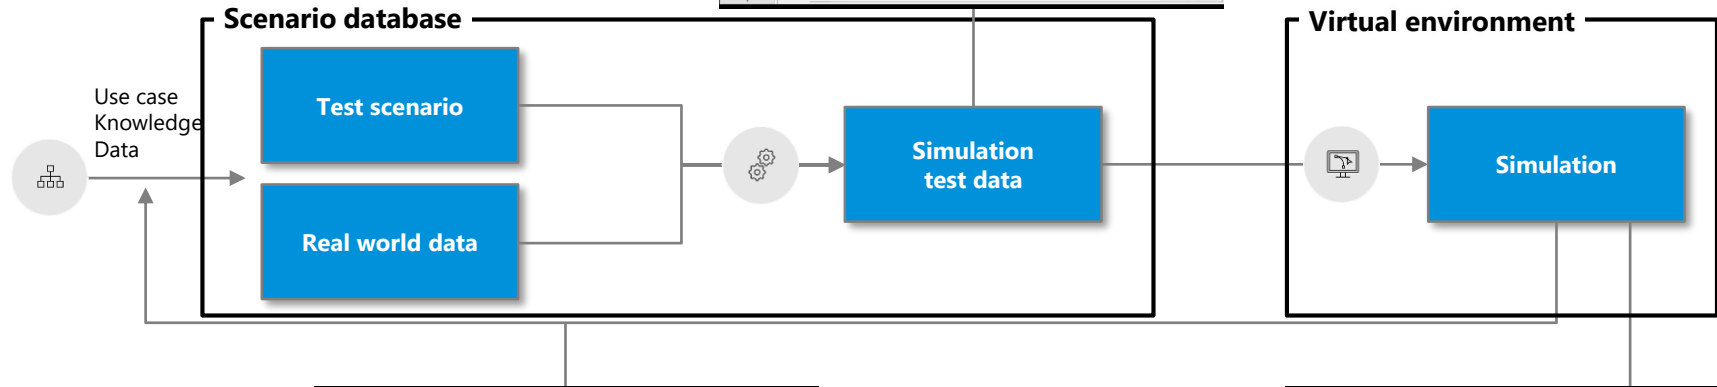 Scenario database
Virtual environment
Use case
Knowledge
Data
Test scenario
Real world data
Simulation
test data
Simulation